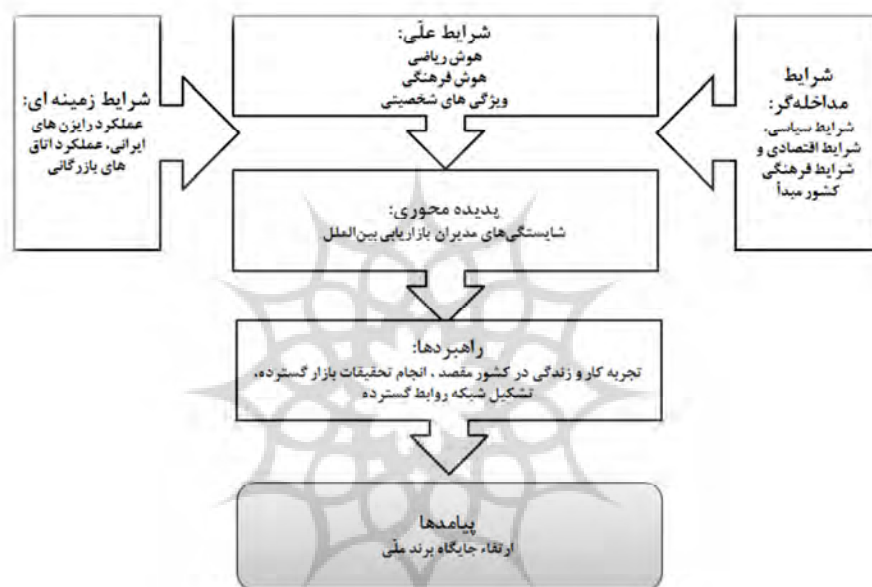 شرایط علّی:
هوش ریاضی
هوش فرهنگی
ویژگی های شخصیتی
شرایط
مداخله‌گر:
شرایط سیاسی،
شرایط اقتصادی و
شرایط فرهنگی
کشور مبدأ
شرایط زمینه ای:
عملکرد رایزن های
ایرانی، عملکرد اتاق
های بازرگانی
پدیده محوری:
شایستگی‌های مدیران بازاریابی بین‌الملل
راهبردها:
تجربه کار و زندگی در کشور مقصد ، انجام تحقیقات بازار گسترده،
تشکیل شبکه روابط گسترده
پیامدها
ارتقاء جایگاه برند ملّی